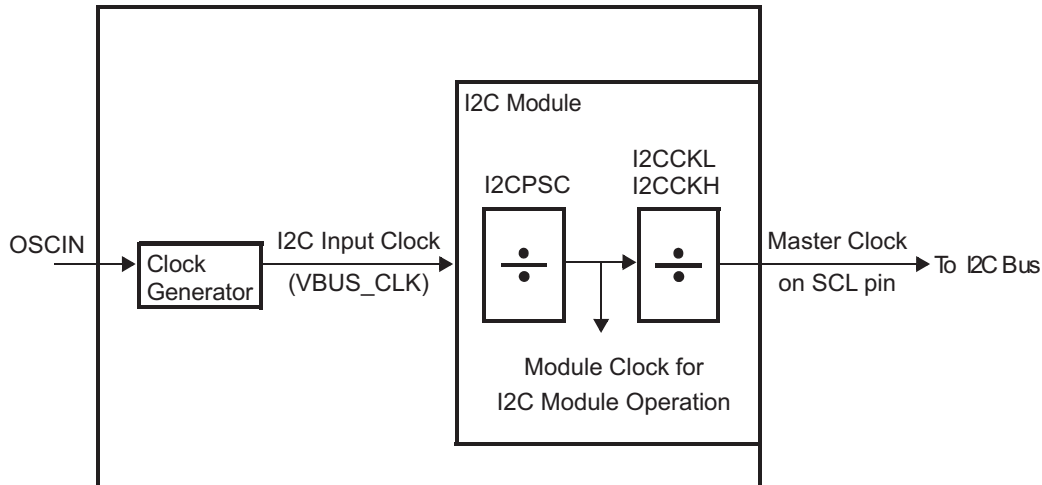 I2C Module
I2CPSC
I2CCKL
I2CCKH
OSCIN
Clock
Generator
I2C Input Clock
(VBUS_CLK)
÷
÷
Master Clock
on SCL pin
To I2C Bus
Module Clock for
I2C Module Operation